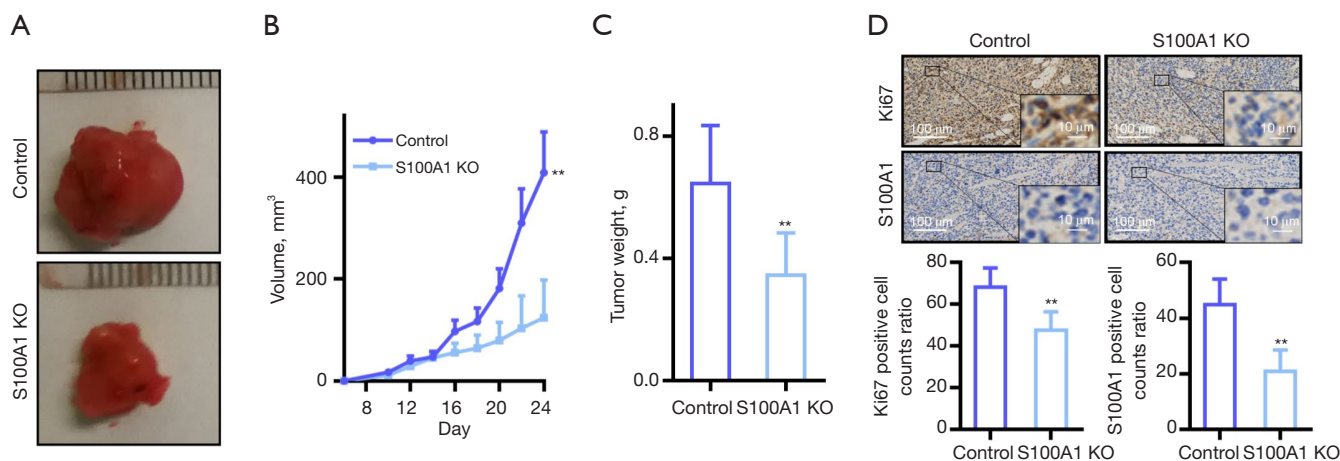 A
Control
S100A1 KO
B
Volume, mm³
400
200
0
Control
S100A1 KO
**
8 12 16 20 24
Day
C
Tumor weight, g
0.8
0.4
0.0
**
Control S100A1 KO
D
Control S100A1 KO
Ki67
100 μm 10 μm 100 μm 10 μm
S100A1
100 μm 10 μm 100 μm 10 μm
Ki67 positive cell
counts ratio
80
60
40
20
0
**
Control S100A1 KO
S100A1 positive cell
counts ratio
60
40
20
0
**
Control S100A1 KO